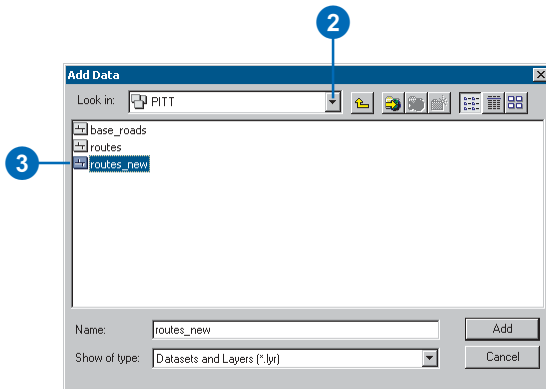 2
Add Data
Look in: PITT
base_roads
routes
3
routes_new
Name: routes_new
Add
Show of type: Datasets and Layers (*.lyr)
Cancel